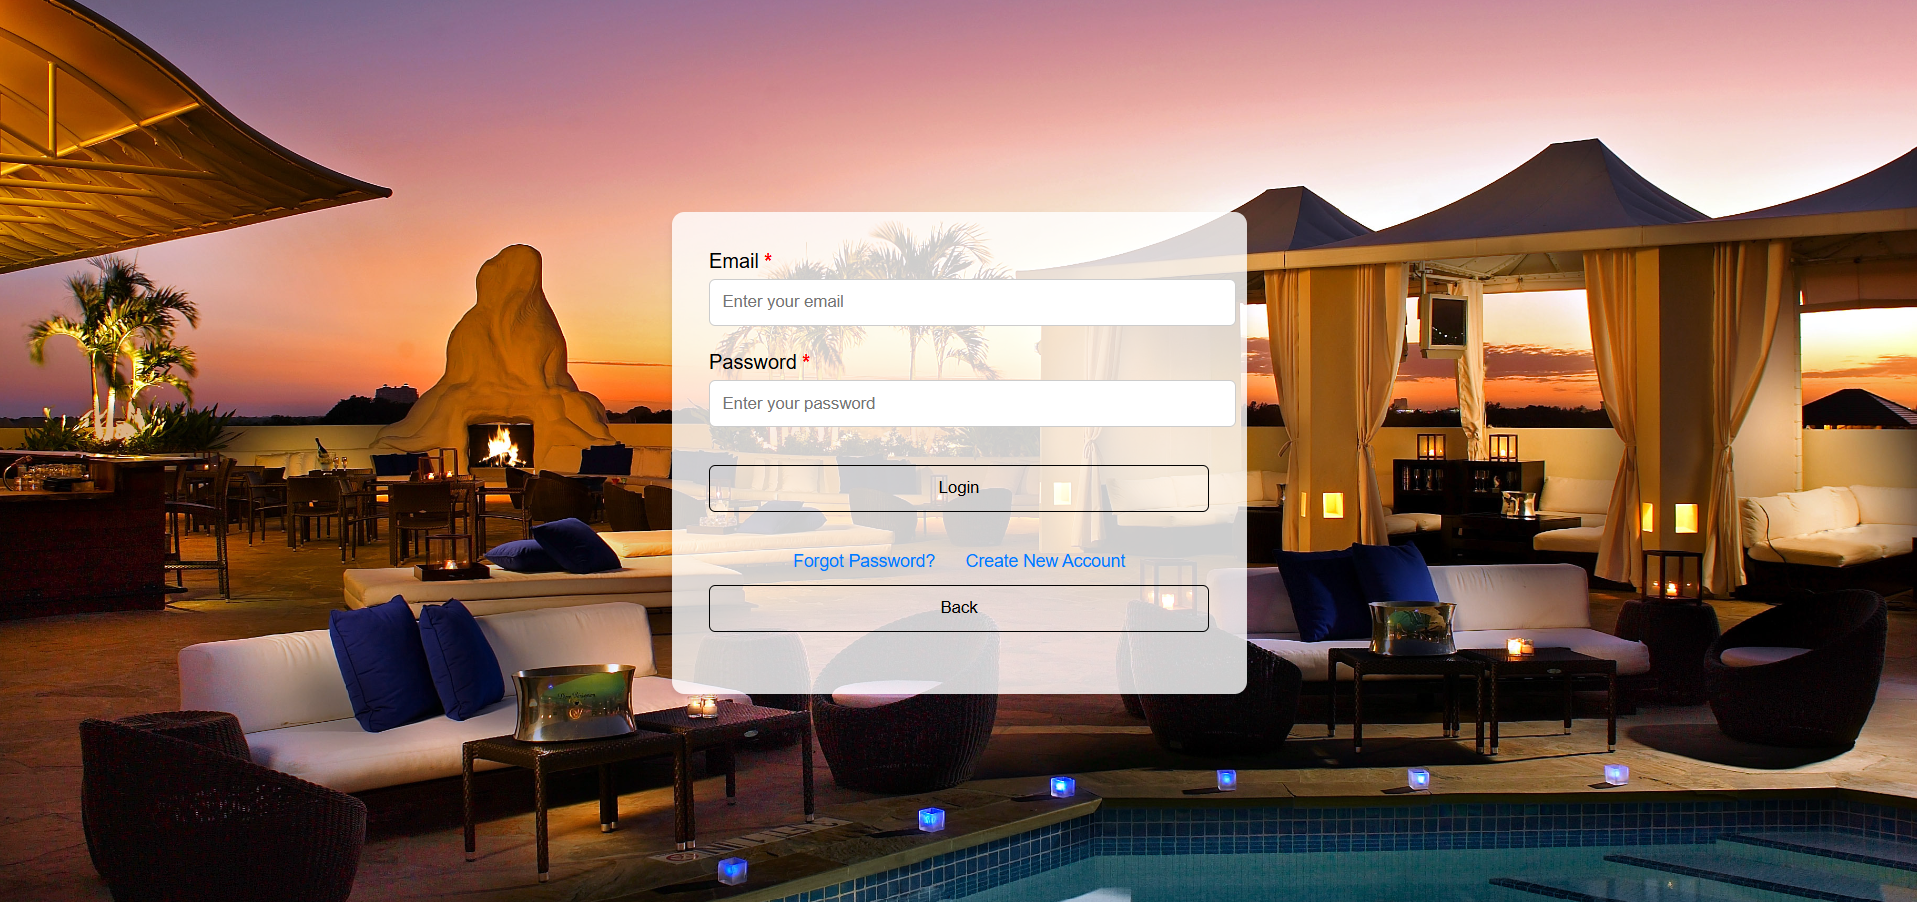 Email *
Enter your email
Password *
Enter your password
Login
Forgot Password? Create New Account
Back